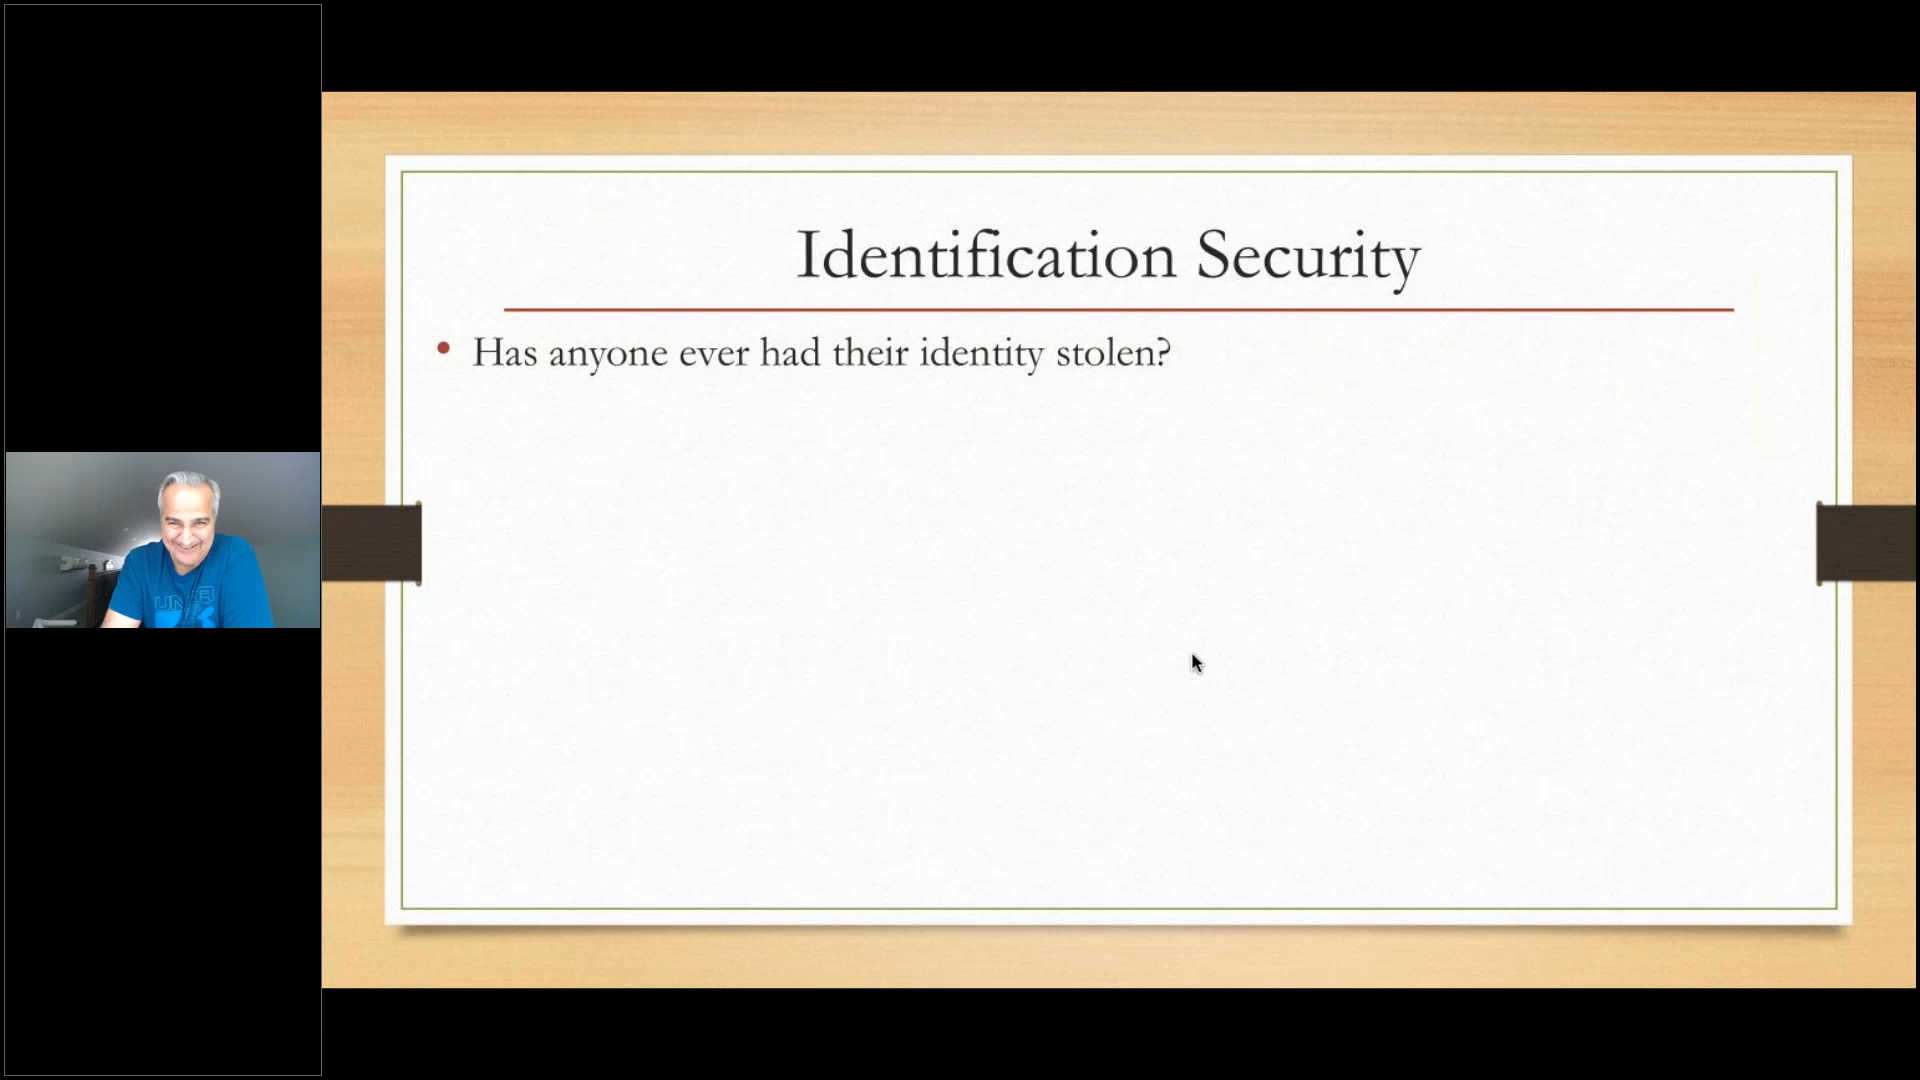 Identification Security
• Has anyone ever had their identity stolen?